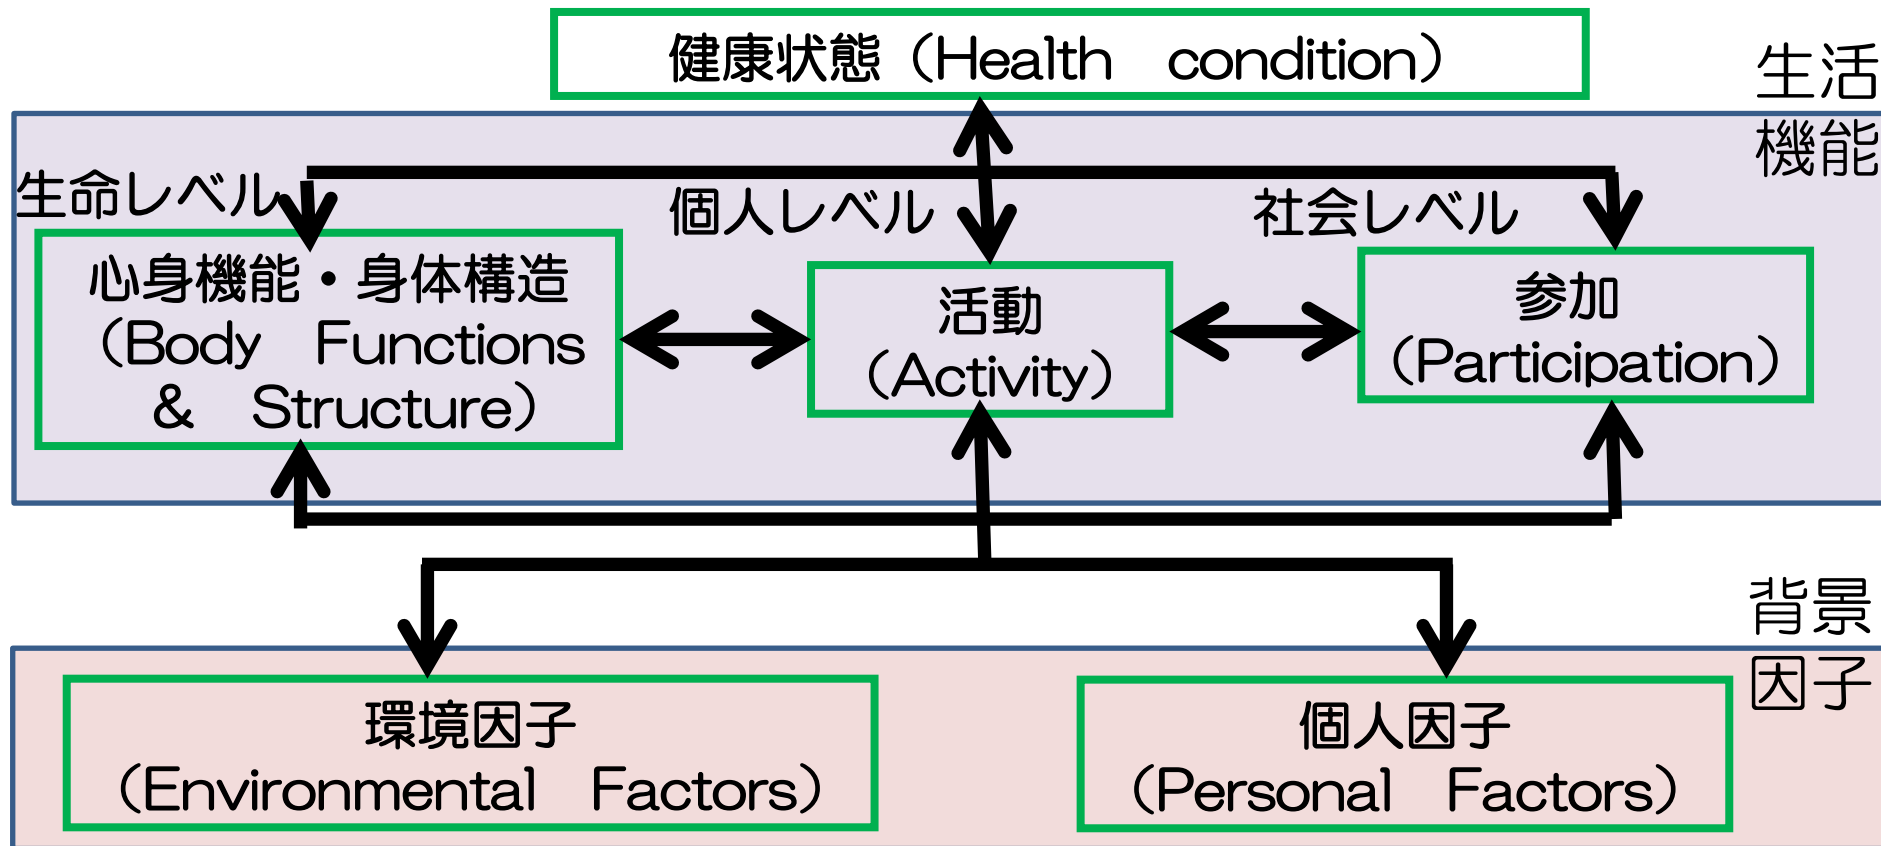 健康状態（Health　condition）
生活
機能
生命レベル
個人レベル
社会レベル
心身機能・身体構造
（Body　Functions
＆　Structure）
活動
（Activity）
参加
（Participation）
背景
因子
環境因子
（Environmental　Factors）
個人因子
（Personal　Factors）